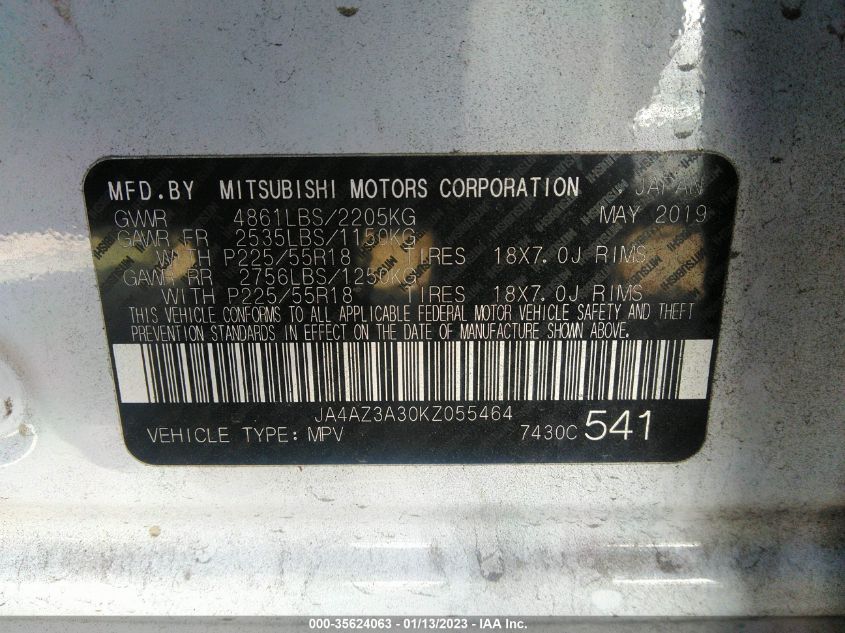 MFD.BY MITSUBISHI MOTORS CORPORATION JAPAN
GVWR 4861LBS/2205KG MAY 2019
GAWR FR 2535LBS/1150KG
WITH P225/55R18 TIRES 18X7.0J RIMS
GAWR RR 2756LBS/1250KG
WITH P225/55R18 TIRES 18X7.0J RIMS
THIS VEHICLE CONFORMS TO ALL APPLICABLE FEDERAL MOTOR VEHICLE SAFETY AND THEFT
PREVENTION STANDARDS IN EFFECT ON THE DATE OF MANUFACTURE SHOWN ABOVE.
JA4AZ3A30KZ055464
VEHICLE TYPE: MPV 7430C 541
000-35624063 - 01/13/2023 - IAA Inc.